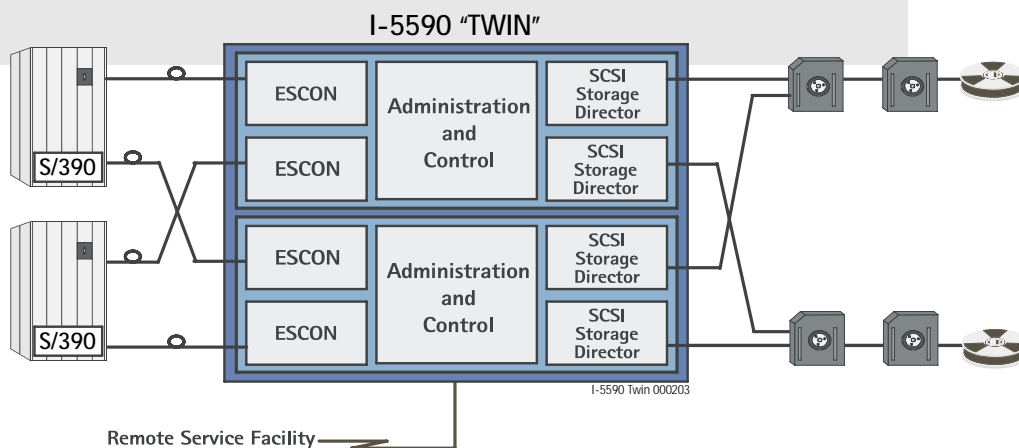 I-5590 “TWIN”
S/390
S/390
ESCON
ESCON
Administration
and
Control
SCSI
Storage
Director
SCSI
Storage
Director
ESCON
ESCON
Administration
and
Control
SCSI
Storage
Director
SCSI
Storage
Director
I-5590 Twin 000203
Remote Service Facility